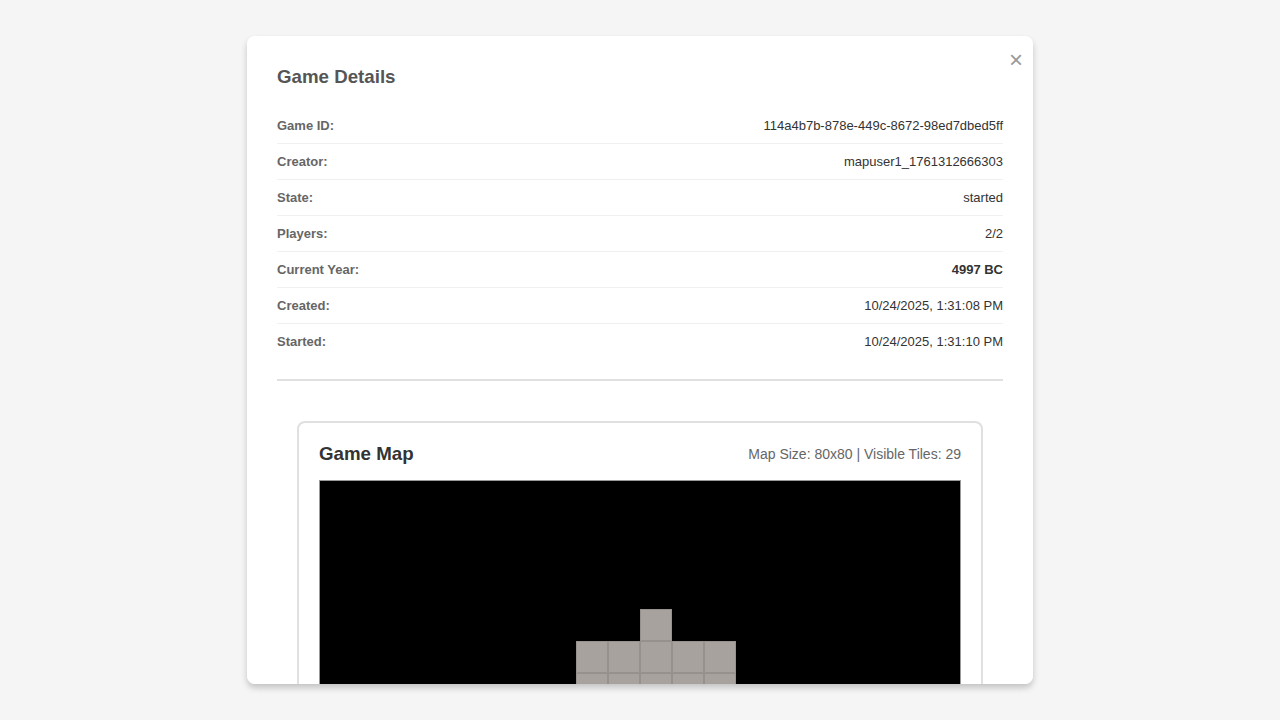 ×
Game Details
Game ID: 114a4b7b-878e-449c-8672-98ed7dbed5ff
Creator: mapuser1_1761312666303
State: started
Players: 2/2
Current Year: 4997 BC
Created: 10/24/2025, 1:31:08 PM
Started: 10/24/2025, 1:31:10 PM
Game Map Map Size: 80x80 | Visible Tiles: 29